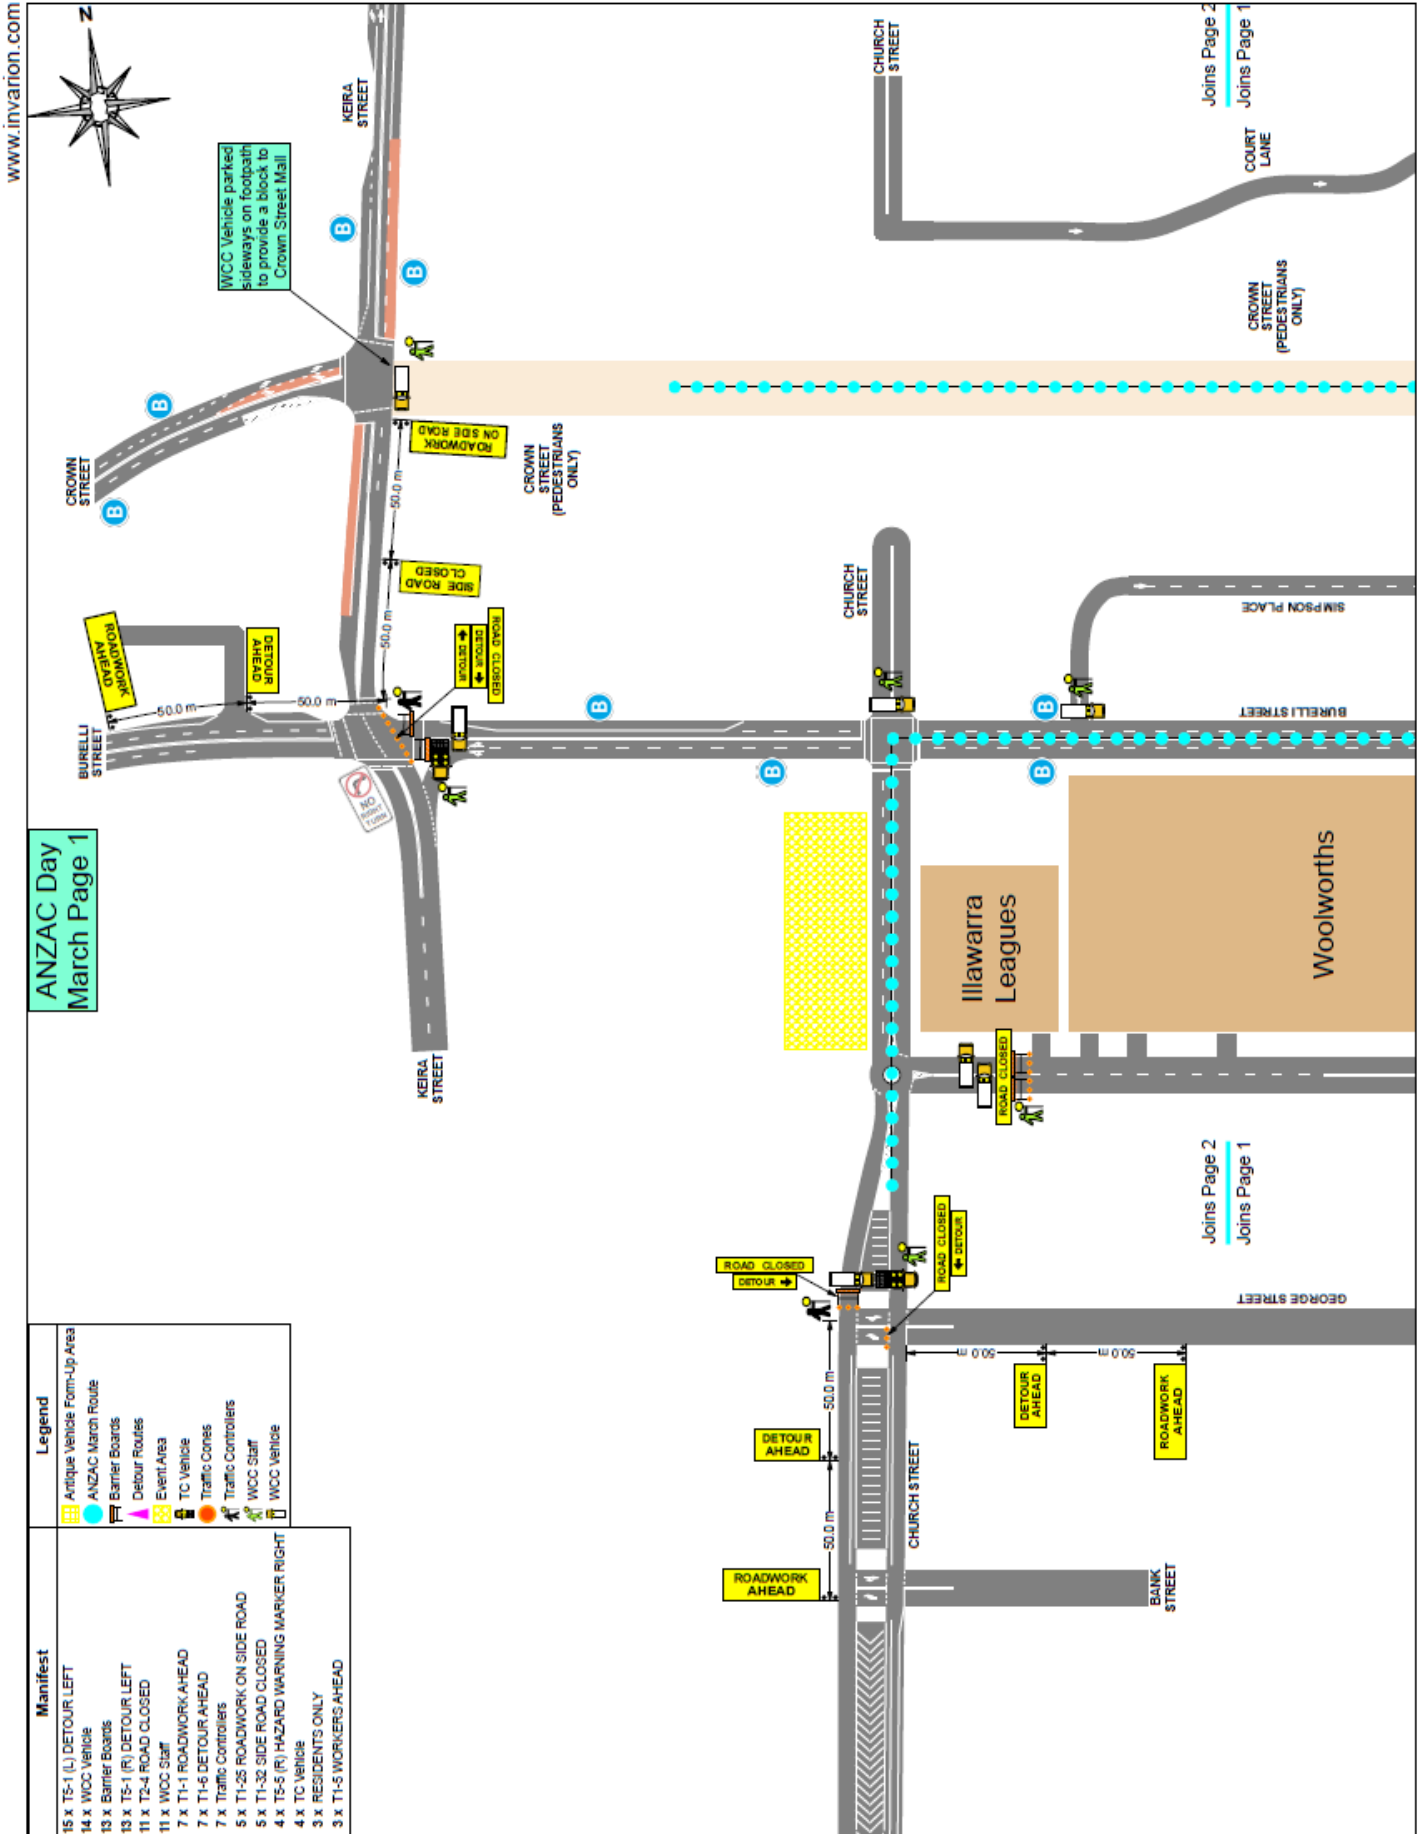 www.invarion.com
N
KEIRA
STREET
CHURCH
STREET
Joins Page 2
Joins Page 1
WCC Vehicle parked
sideways on footpath
to provide a block to
Crown Street Mall
COURT
LANE
B
B
CROWN
STREET
(PEDESTRIANS
ONLY)
B
CROWN
STREET
B
ROADWORK
ON SIDE ROAD
50.0 m
CROWN
STREET
(PEDESTRIANS
ONLY)
SIDE ROAD
CLOSED
50.0 m
CHURCH
STREET
SIMPSON PLACE
ROADWORK
AHEAD
DETOUR
AHEAD
50.0 m
50.0 m
ROAD CLOSED
DETOUR
DETOUR
B
B
BURELLI STREET
BURELLI
STREET
B
B
NO
RIGHT
TURN
ANZAC Day
March Page 1
Illawarra
Leagues
Woolworths
KEIRA
STREET
ROAD CLOSED
Joins Page 2
Joins Page 1
ROAD CLOSED
DETOUR
ROAD CLOSED
DETOUR
GEORGE STREET
50.0 m
50.0 m
50.0 m
DETOUR
AHEAD
DETOUR
AHEAD
ROADWORK
AHEAD
50.0 m
CHURCH STREET
ROADWORK
AHEAD
BANK
STREET
Legend
Antique Vehicle Form-Up Area
ANZAC March Route
Barrier Boards
Detour Routes
Event Area
TC Vehicle
Traffic Cones
Traffic Controllers
WCC Staff
WCC Vehicle
Manifest
15 x T5-1 (L) DETOUR LEFT
14 x WCC Vehicle
13 x Barrier Boards
13 x T5-1 (R) DETOUR LEFT
11 x T2-4 ROAD CLOSED
11 x WCC Staff
7 x T1-1 ROADWORK AHEAD
7 x T1-6 DETOUR AHEAD
7 x Traffic Controllers
5 x T1-25 ROADWORK ON SIDE ROAD
5 x T1-32 SIDE ROAD CLOSED
4 x T5-5 (R) HAZARD WARNING MARKER RIGHT
4 x TC Vehicle
3 x RESIDENTS ONLY
3 x T1-5 WORKERS AHEAD